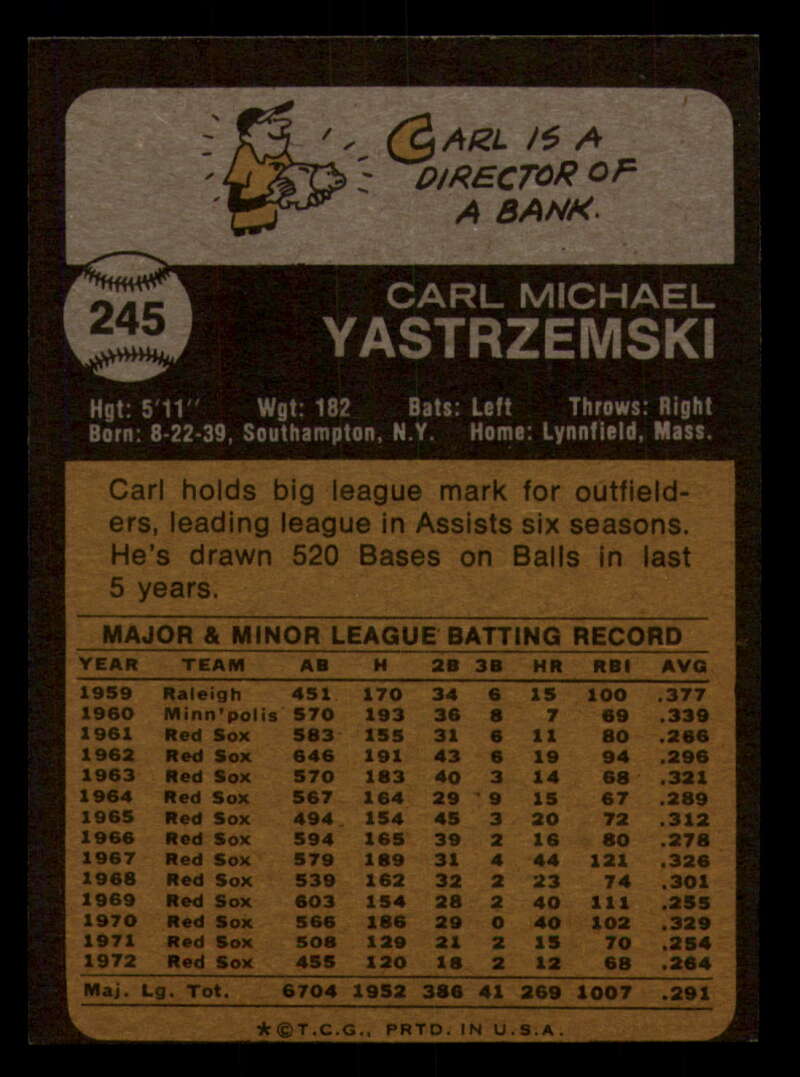 CARL IS A
DIRECTOR OF
A BANK.
245
CARL MICHAEL
YASTRZEMSKI
Hgt: 5'11" Wgt: 182 Bats: Left Throws: Right
Born: 8-22-39, Southampton, N.Y. Home: Lynnfield, Mass.
Carl holds big league mark for outfield-
ers, leading league in Assists six seasons.
He's drawn 520 Bases on Balls in last
5 years.
MAJOR & MINOR LEAGUE BATTING RECORD
YEAR TEAM AB H 2B 3B HR RBI AVG
1959 Raleigh 451 170 34 6 15 100 .377
1960 Minn'polis 570 193 36 8 7 69 .339
1961 Red Sox 583 155 31 6 11 80 .266
1962 Red Sox 646 191 43 6 19 94 .296
1963 Red Sox 570 183 40 3 14 68 .321
1964 Red Sox 567 164 29 9 15 67 .289
1965 Red Sox 494 154 45 3 20 72 .312
1966 Red Sox 594 165 39 2 16 80 .278
1967 Red Sox 579 189 31 4 44 121 .326
1968 Red Sox 539 162 32 2 23 74 .301
1969 Red Sox 603 154 28 2 40 111 .255
1970 Red Sox 566 186 29 0 40 102 .329
1971 Red Sox 508 129 21 2 15 70 .254
1972 Red Sox 455 120 18 2 12 68 .264
Maj. Lg. Tot. 6704 1952 386 41 269 1007 .291
★©T.C.G., PRTD. IN U.S.A.